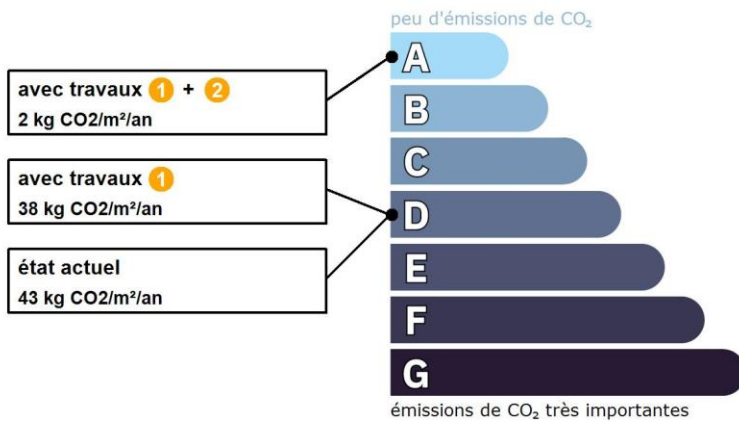 peu d'émissions de CO₂
A
avec travaux 1 + 2
2 kg CO2/m²/an
B
C
avec travaux 1
38 kg CO2/m²/an
D
état actuel
43 kg CO2/m²/an
E
F
G
émissions de CO₂ très importantes